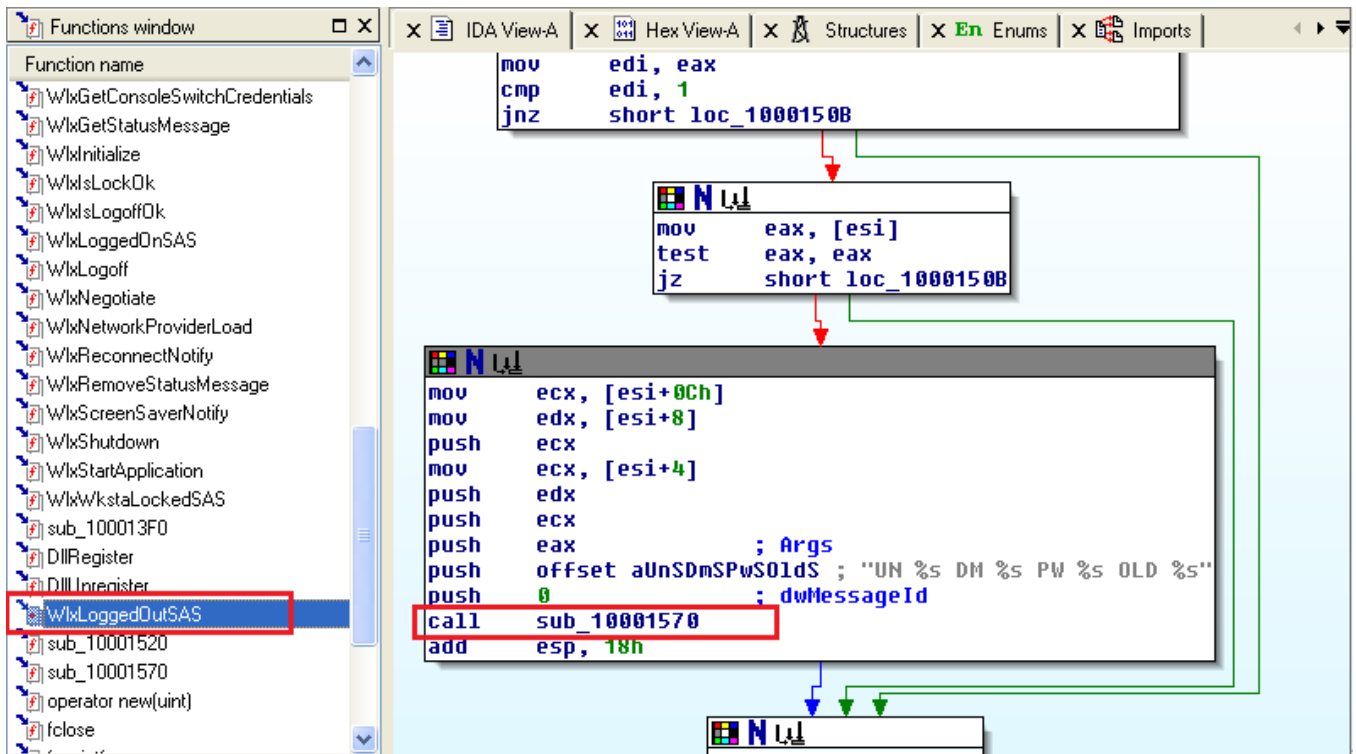 Functions window
Function name
WlxGetConsoleSwitchCredentials
WlxGetStatusMessage
WlxInitialize
WlxIsLockOk
WlxIsLogoffOk
WlxLoggedOnSAS
WlxLogoff
WlxNegotiate
WlxNetworkProviderLoad
WlxReconnectNotify
WlxRemoveStatusMessage
WlxScreenSaverNotify
WlxShutdown
WlxStartApplication
WlxWkstaLockedSAS
sub_100013F0
DllRegister
DllUnregister
WlxLoggedOutSAS
sub_10001520
sub_10001570
operator new(uint)
fclose
IDA View-A
Hex View-A
Structures
En Enums
Imports
mov edi, eax
cmp edi, 1
jnz short loc_1000150B
mov eax, [esi]
test eax, eax
jz short loc_1000150B
mov ecx, [esi+0Ch]
mov edx, [esi+8]
push ecx
mov ecx, [esi+4]
push edx
push ecx
push eax ; Args
push offset aUnSDmSPwSOldS ; "UN %s DM %s PW %s OLD %s"
push 0 ; dwMessageId
call sub_10001570
add esp, 18h